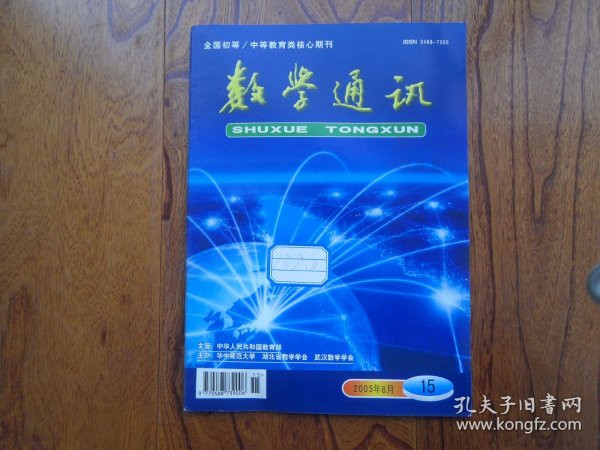 全国初等/中等教育类核心期刊
ISSN 0488-7395
数学通讯
SHUXUE TONGXUN
主管:中华人民共和国教育部
主办:华中师范大学 湖北省数学学会 武汉数学学会
9 770488 739006
2005年8月
15
孔夫子旧书网
www.kongfz.com